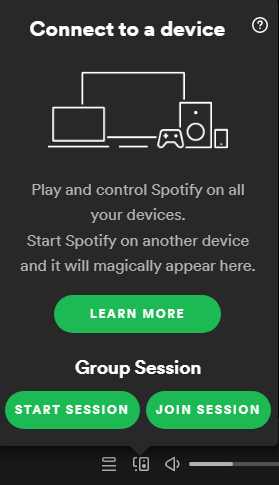 Connect to a device
Play and control Spotify on all
your devices.
Start Spotify on another device
and it will magically appear here.
LEARN MORE
Group Session
START SESSION
JOIN SESSION